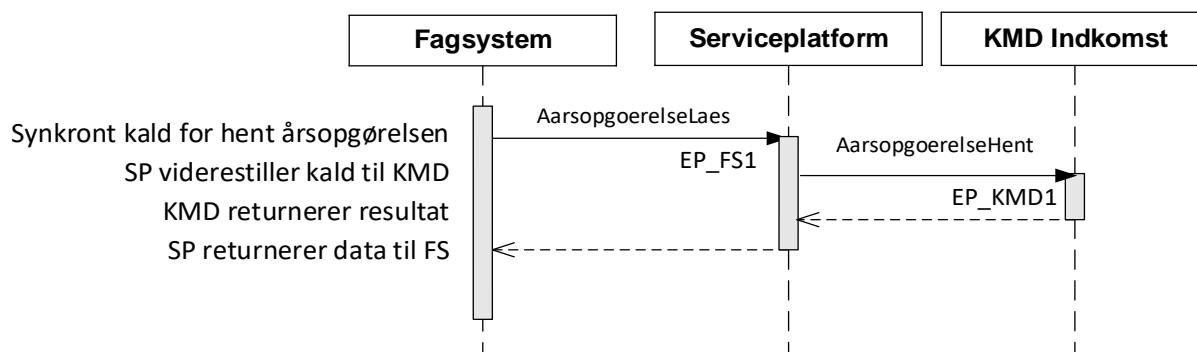 Fagsystem
Serviceplatform
KMD Indkomst
Synkront kald for hent årsopgørelsen
SP viderestiller kald til KMD
KMD returnerer resultat
SP returnerer data til FS
AarsopgoerelseLaes
EP_FS1
AarsopgoerelseHent
EP_KMD1